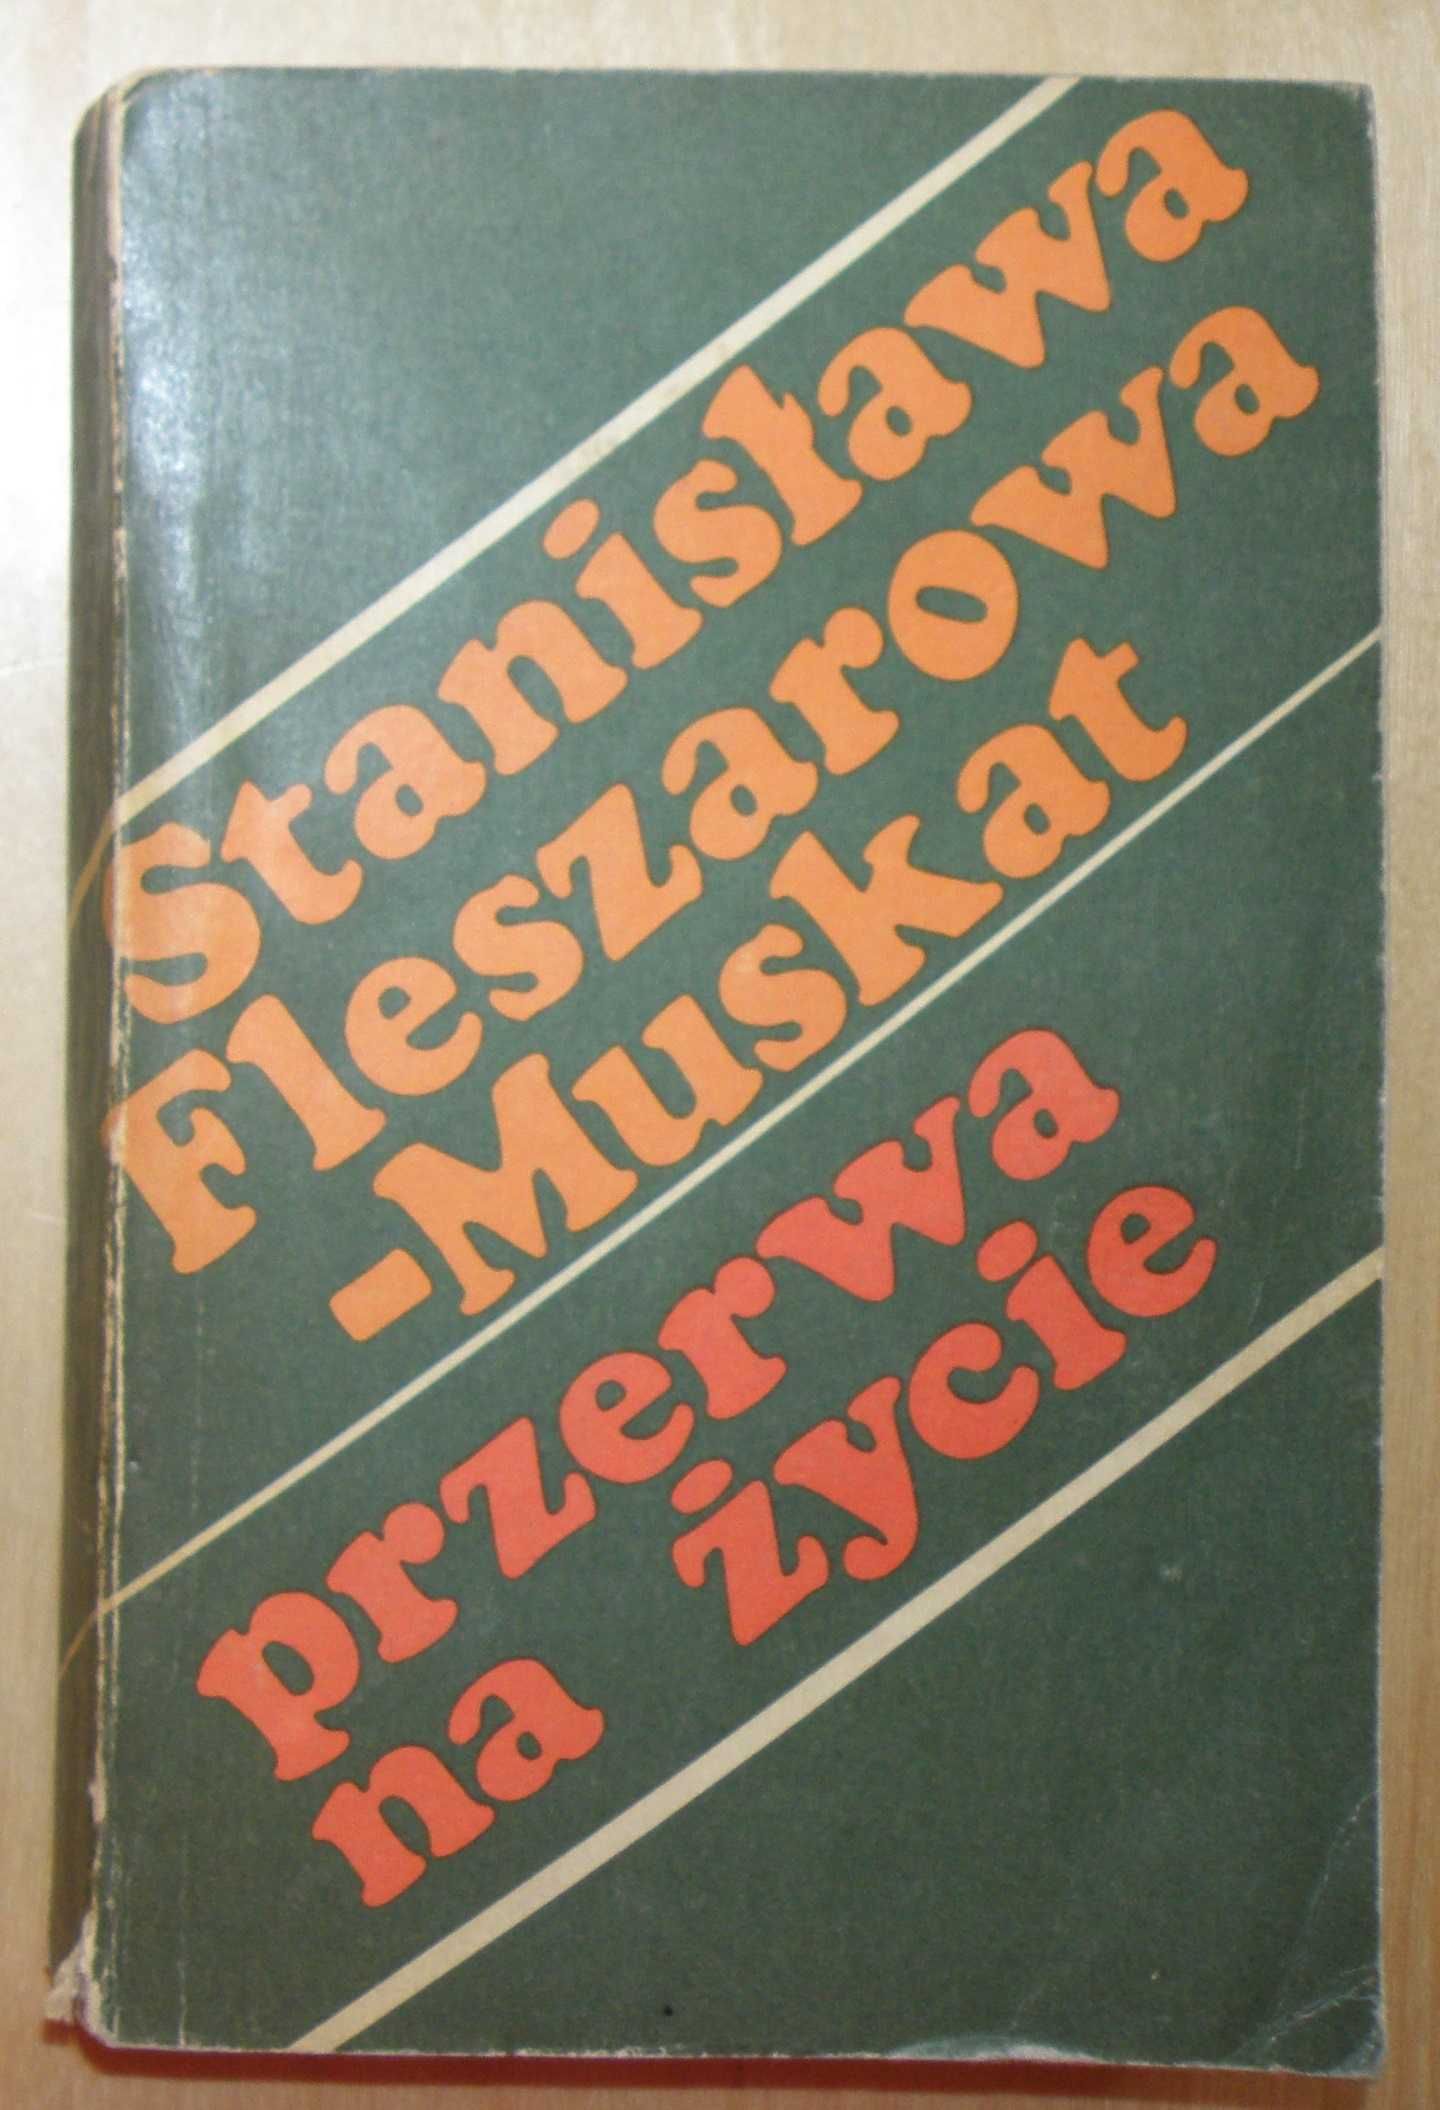 Stanisława
Fleszarowa
-Muskat
przerwa
na życie